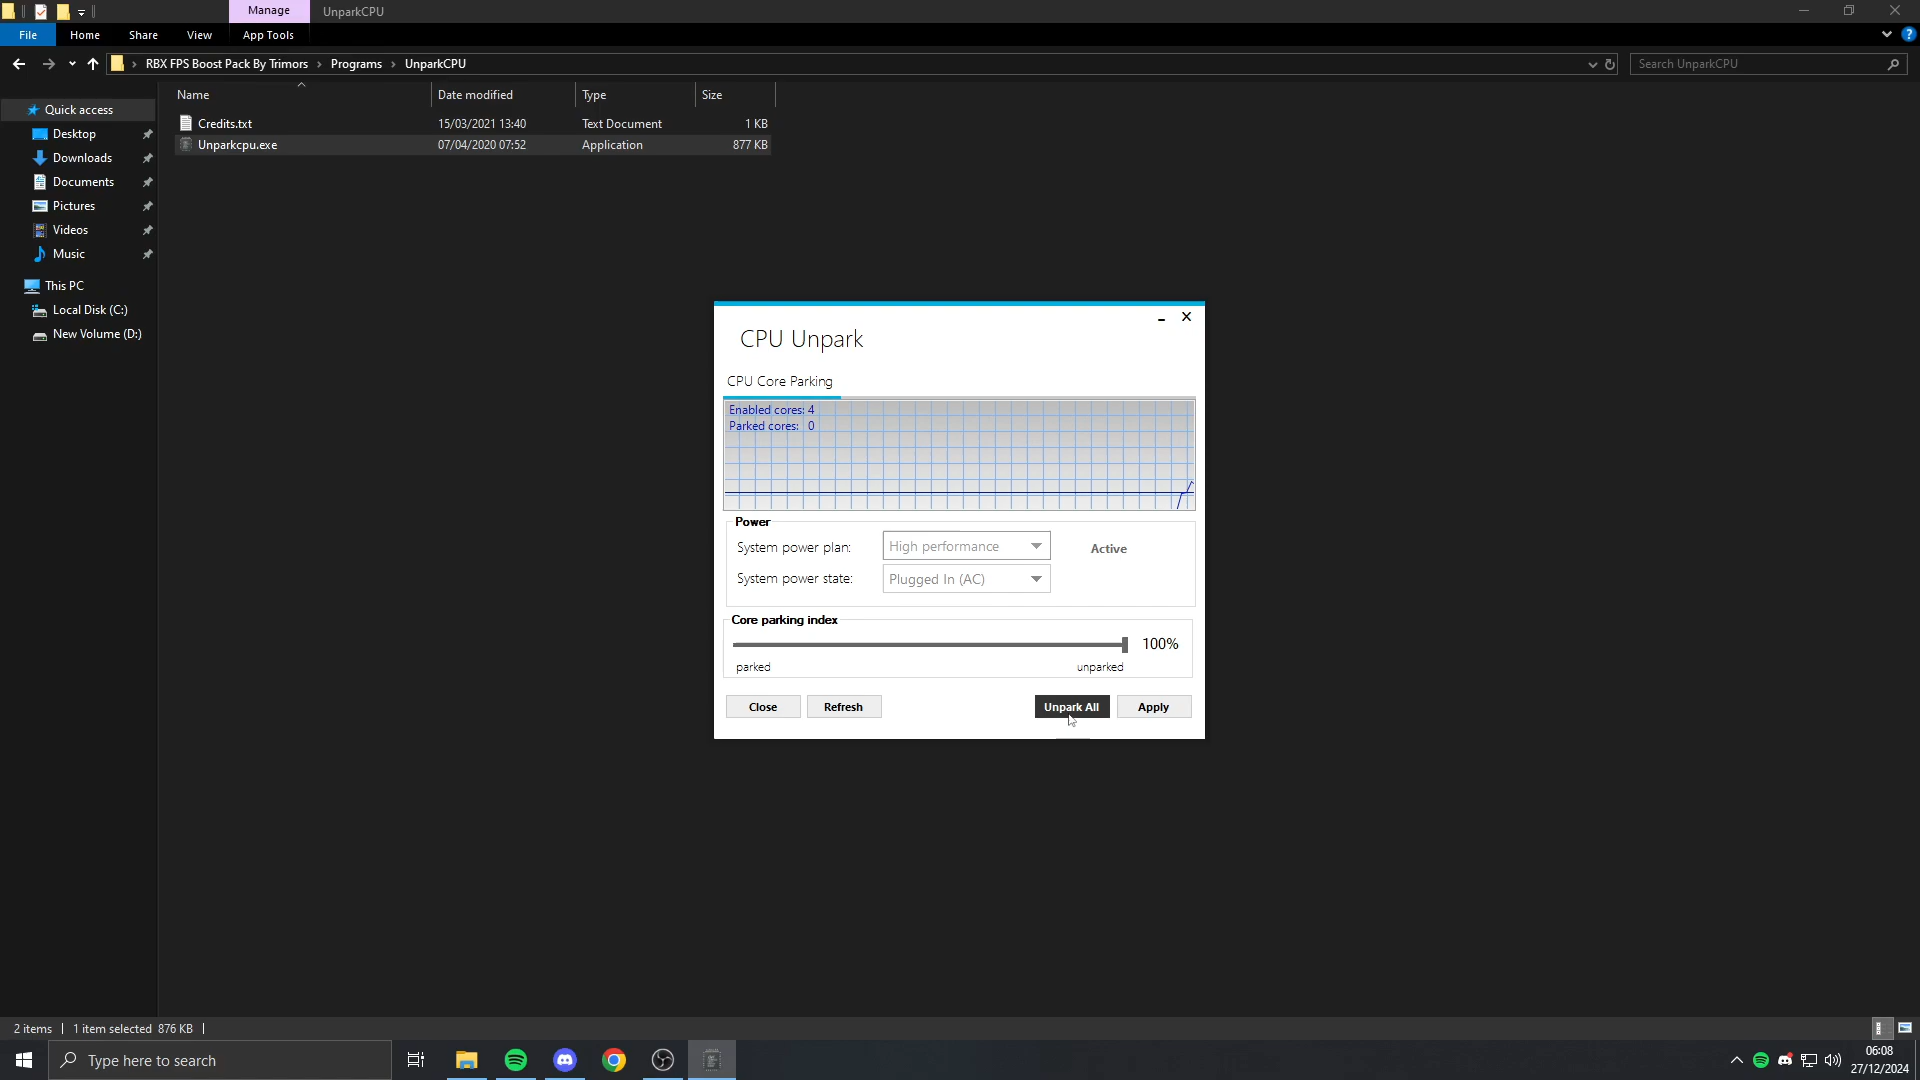 Manage
UnparkCPU
File
Home
Share
View
App Tools
RBX FPS Boost Pack By Trimors
Programs
UnparkCPU
Search UnparkCPU
Name
Date modified
Type
Size
Quick access
Credits.txt
15/03/2021 13:40
Text Document
1 KB
Desktop
Unparkcpu.exe
07/04/2020 07:52
Application
877 KB
Downloads
Documents
Pictures
Videos
Music
This PC
Local Disk (C:)
New Volume (D:)
CPU Unpark
CPU Core Parking
Enabled cores: 4
Parked cores: 0
Power
System power plan:
High performance
Active
System power state:
Plugged In (AC)
Core parking index
100%
parked
unparked
Close
Refresh
Unpark All
Apply
2 items
1 item selected 876 KB
Type here to search
06:08
27/12/2024